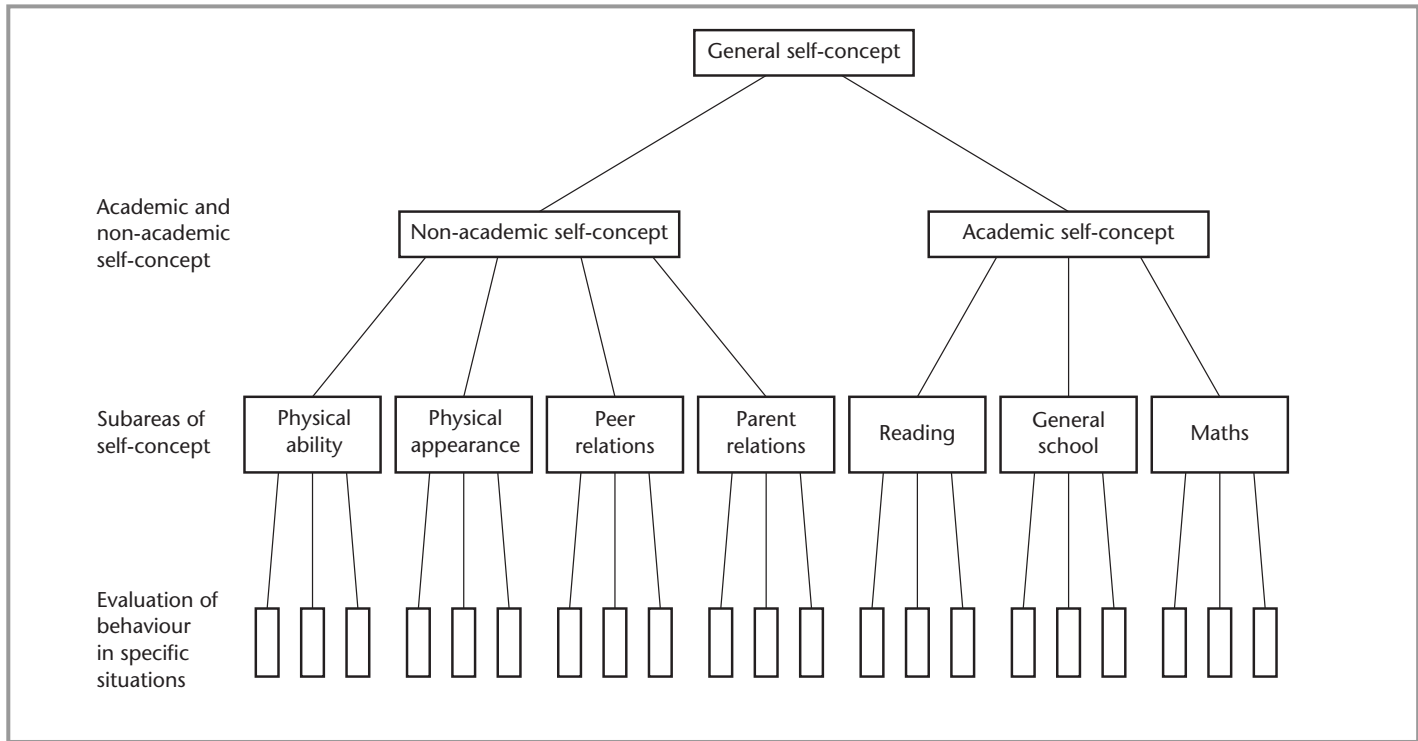 General self-concept
Academic and
non-academic
self-concept
Non-academic self-concept
Academic self-concept
Subareas of
self-concept
Physical
ability
Physical
appearance
Peer
relations
Parent
relations
Reading
General
school
Maths
Evaluation of
behaviour
in specific
situations